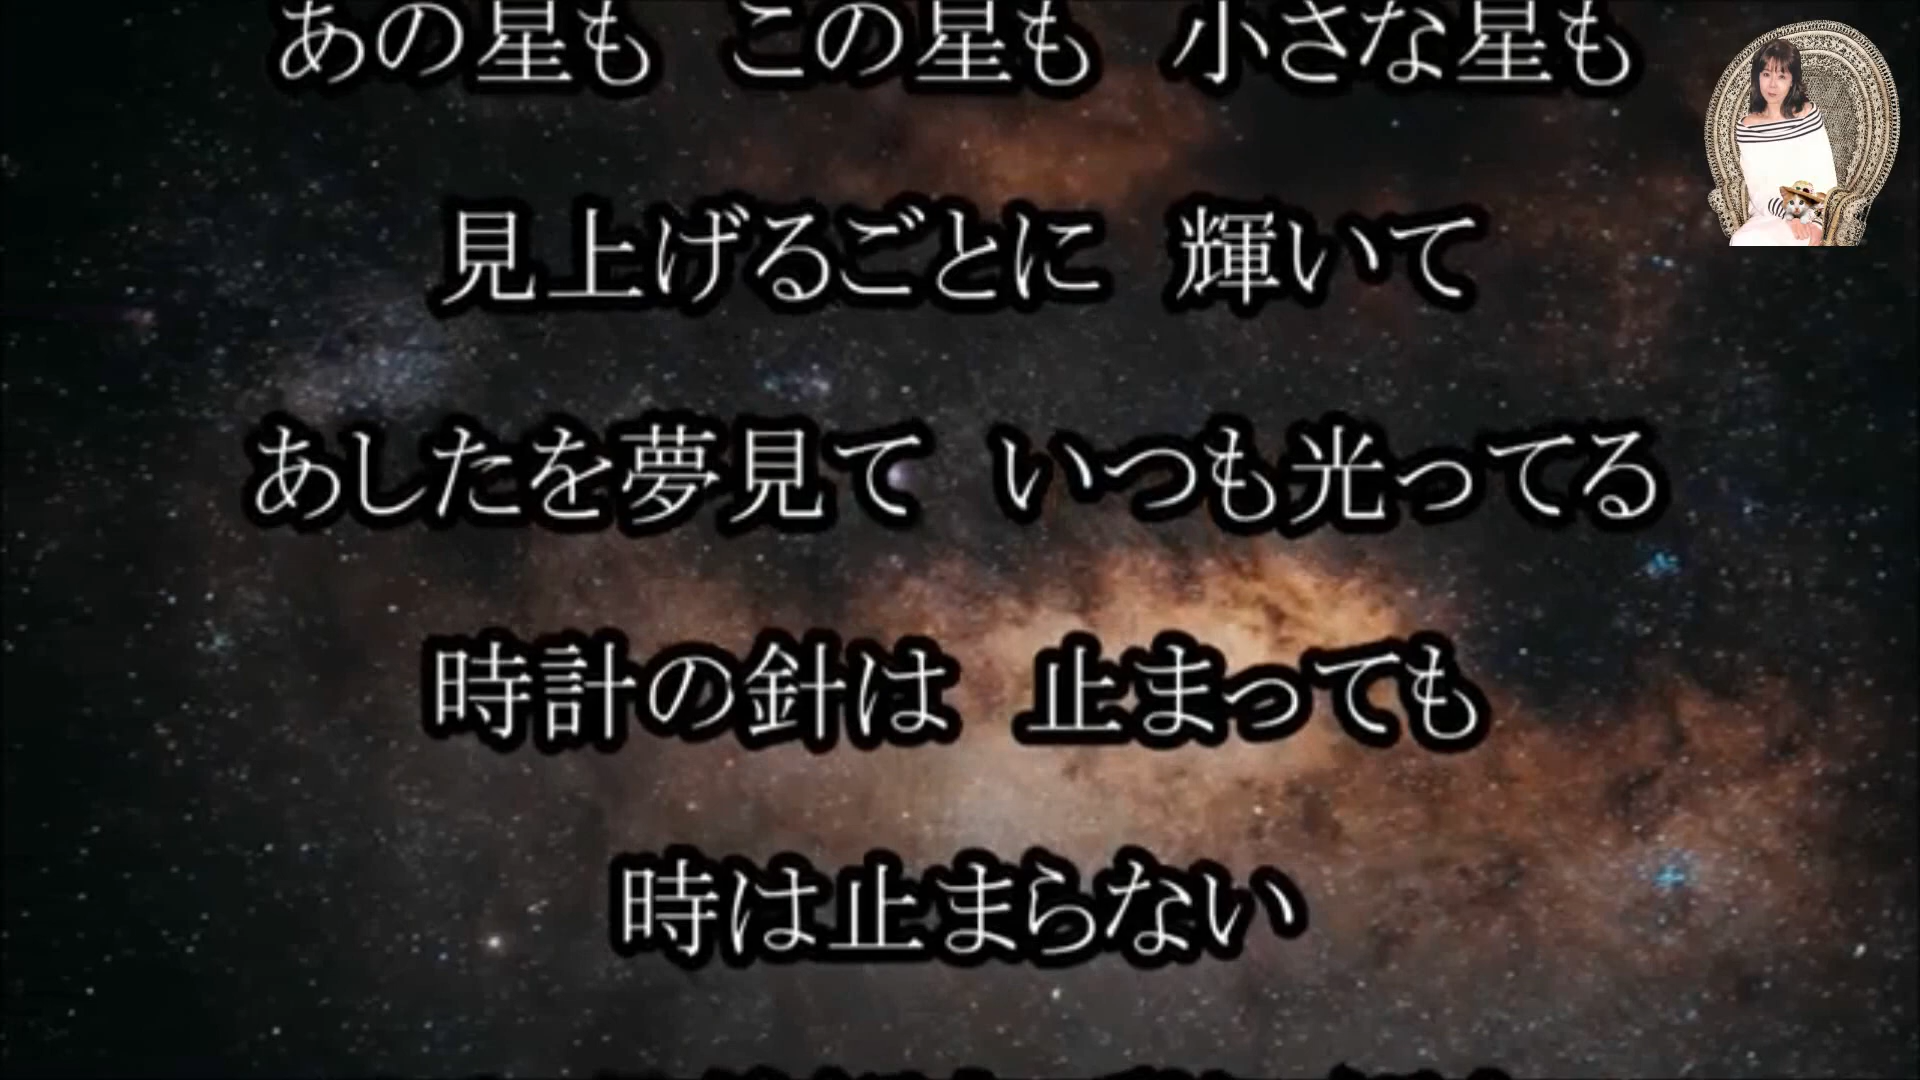 あの星も　この星も　小さな星も
見上げるごとに　輝いて
あしたを夢見て　いつも光ってる
時計の針は　止まっても
時は止まらない